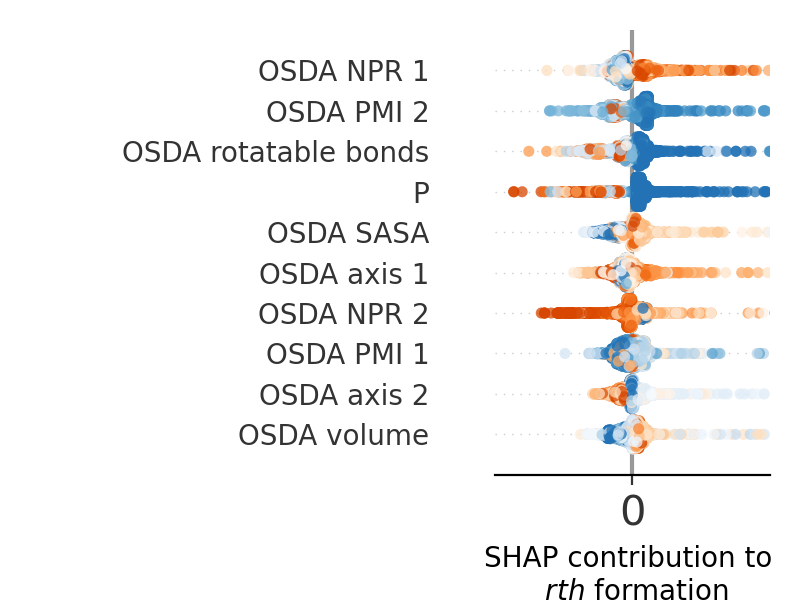 OSDA NPR 1
OSDA PMI 2
OSDA rotatable bonds
P
OSDA SASA
OSDA axis 1
OSDA NPR 2
OSDA PMI 1
OSDA axis 2
OSDA volume
0
SHAP contribution to
rth formation